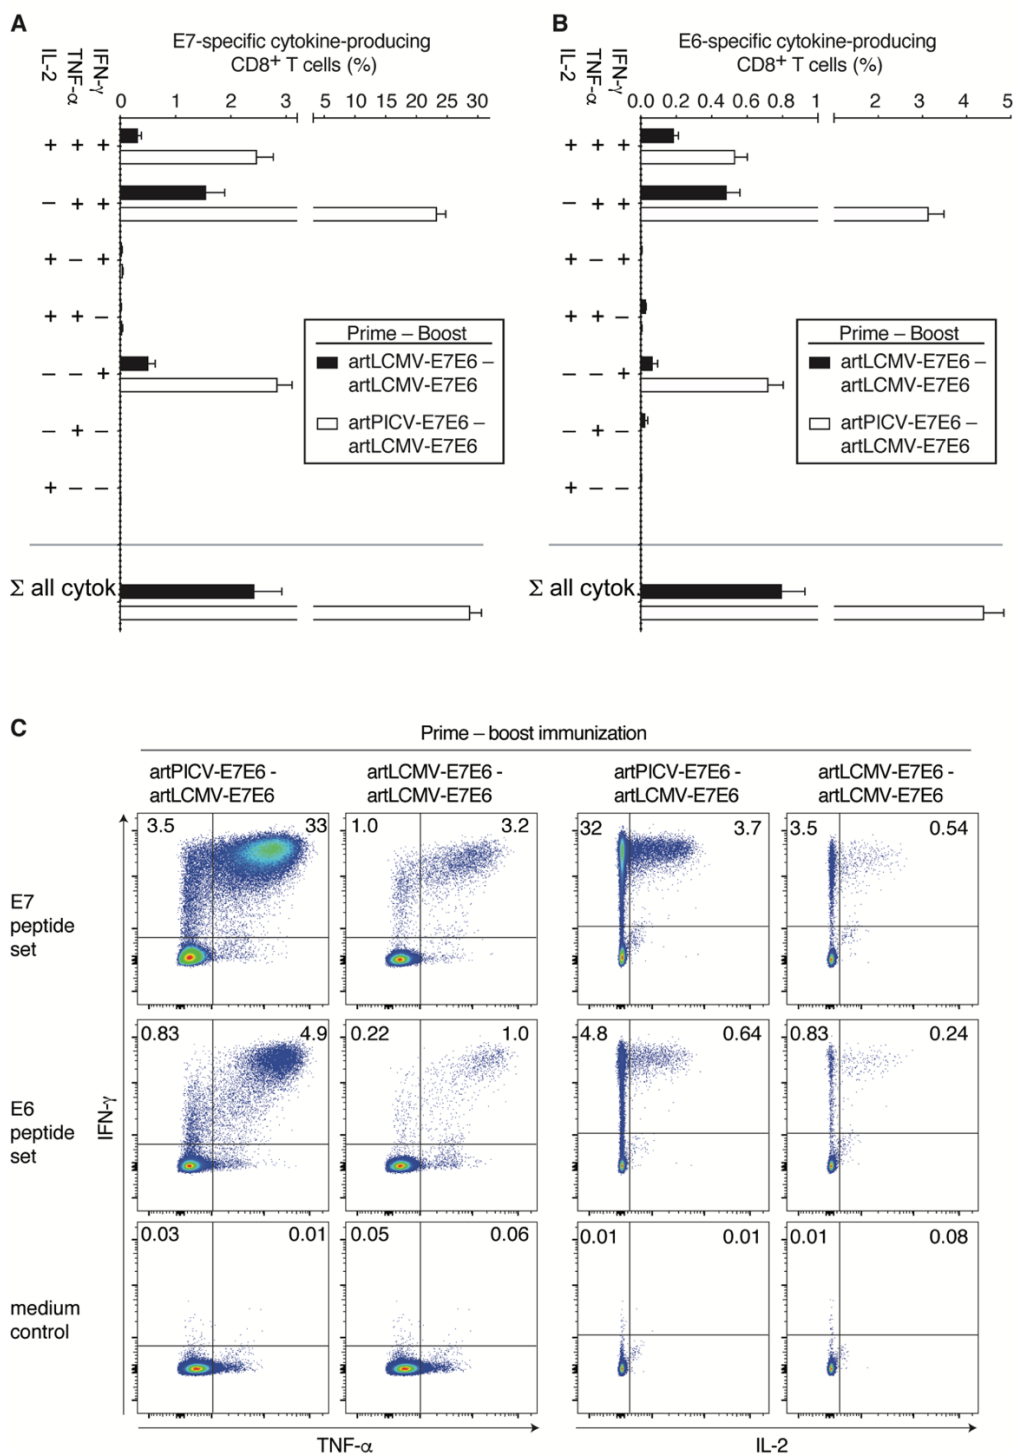 A
E7-specific cytokine-producing
CD8+ T cells (%)
IL-2
TNF-α
IFN-γ
0 1 2 3 5 10 15 20 25 30
+ + +
– + +
+ – +
+ + –
– – +
– + –
+ – –
Σ all cytok
Prime – Boost
artLCMV-E7E6 –
artLCMV-E7E6
artPICV-E7E6 –
artLCMV-E7E6
B
E6-specific cytokine-producing
CD8+ T cells (%)
IL-2
TNF-α
IFN-γ
0.0 0.2 0.4 0.6 0.8 1 2 3 4 5
+ + +
– + +
+ – +
+ + –
– – +
– + –
+ – –
Σ all cytok
Prime – Boost
artLCMV-E7E6 –
artLCMV-E7E6
artPICV-E7E6 –
artLCMV-E7E6
C
Prime – boost immunization
artPICV-E7E6 -
artLCMV-E7E6
artLCMV-E7E6 -
artLCMV-E7E6
artPICV-E7E6 -
artLCMV-E7E6
artLCMV-E7E6 -
artLCMV-E7E6
E7
peptide
set
3.5 33 1.0 3.2 32 3.7 3.5 0.54
E6
peptide
set
0.83 4.9 0.22 1.0 4.8 0.64 0.83 0.24
medium
control
0.03 0.01 0.05 0.06 0.01 0.01 0.01 0.08
IFN-γ
TNF-α
IL-2